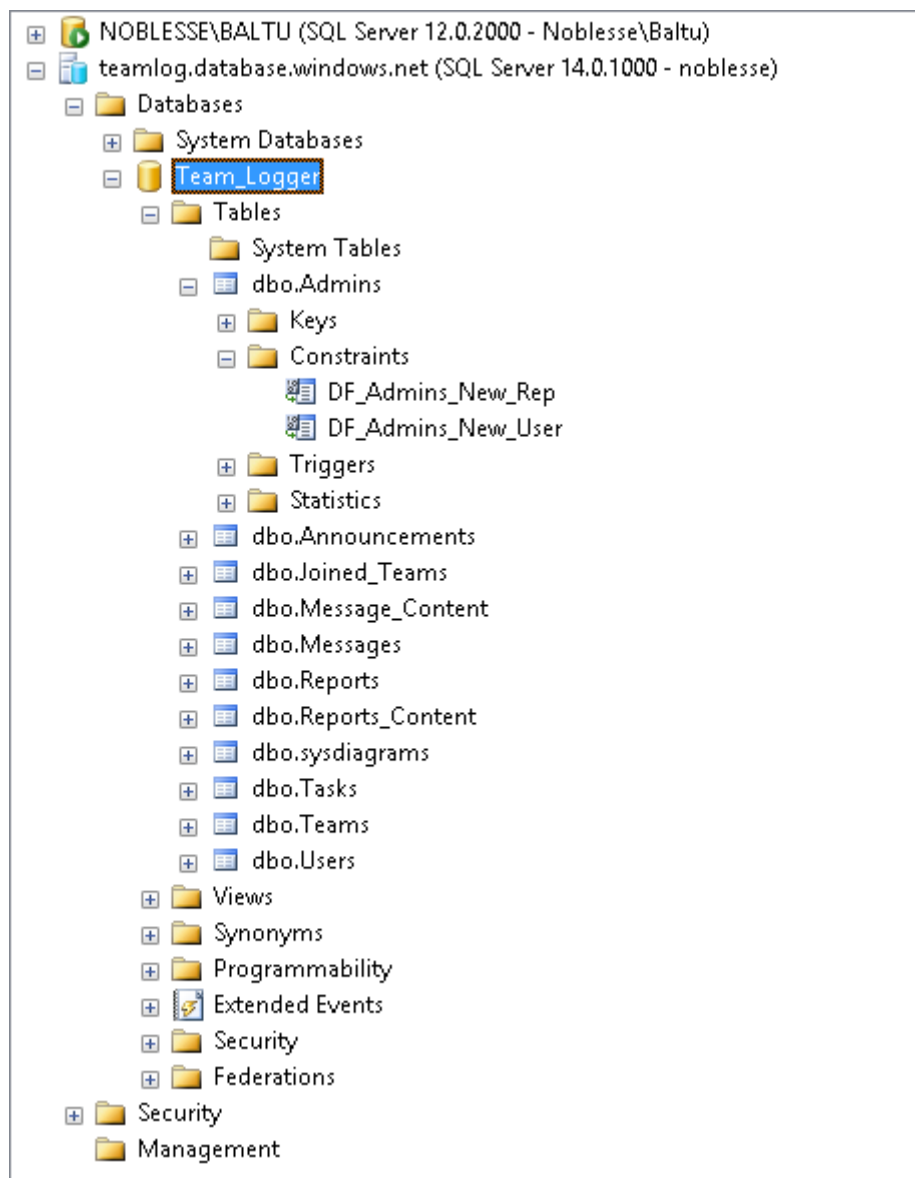 NOBLESSE\BALTU (SQL Server 12.0.2000 - Noblesse\Baltu)
teamlog.database.windows.net (SQL Server 14.0.1000 - noblesse)
Databases
System Databases
Team_Logger
Tables
System Tables
dbo.Admins
Keys
Constraints
DF_Admins_New_Rep
DF_Admins_New_User
Triggers
Statistics
dbo.Announcements
dbo.Joined_Teams
dbo.Message_Content
dbo.Messages
dbo.Reports
dbo.Reports_Content
dbo.sysdiagrams
dbo.Tasks
dbo.Teams
dbo.Users
Views
Synonyms
Programmability
Extended Events
Security
Federations
Security
Management